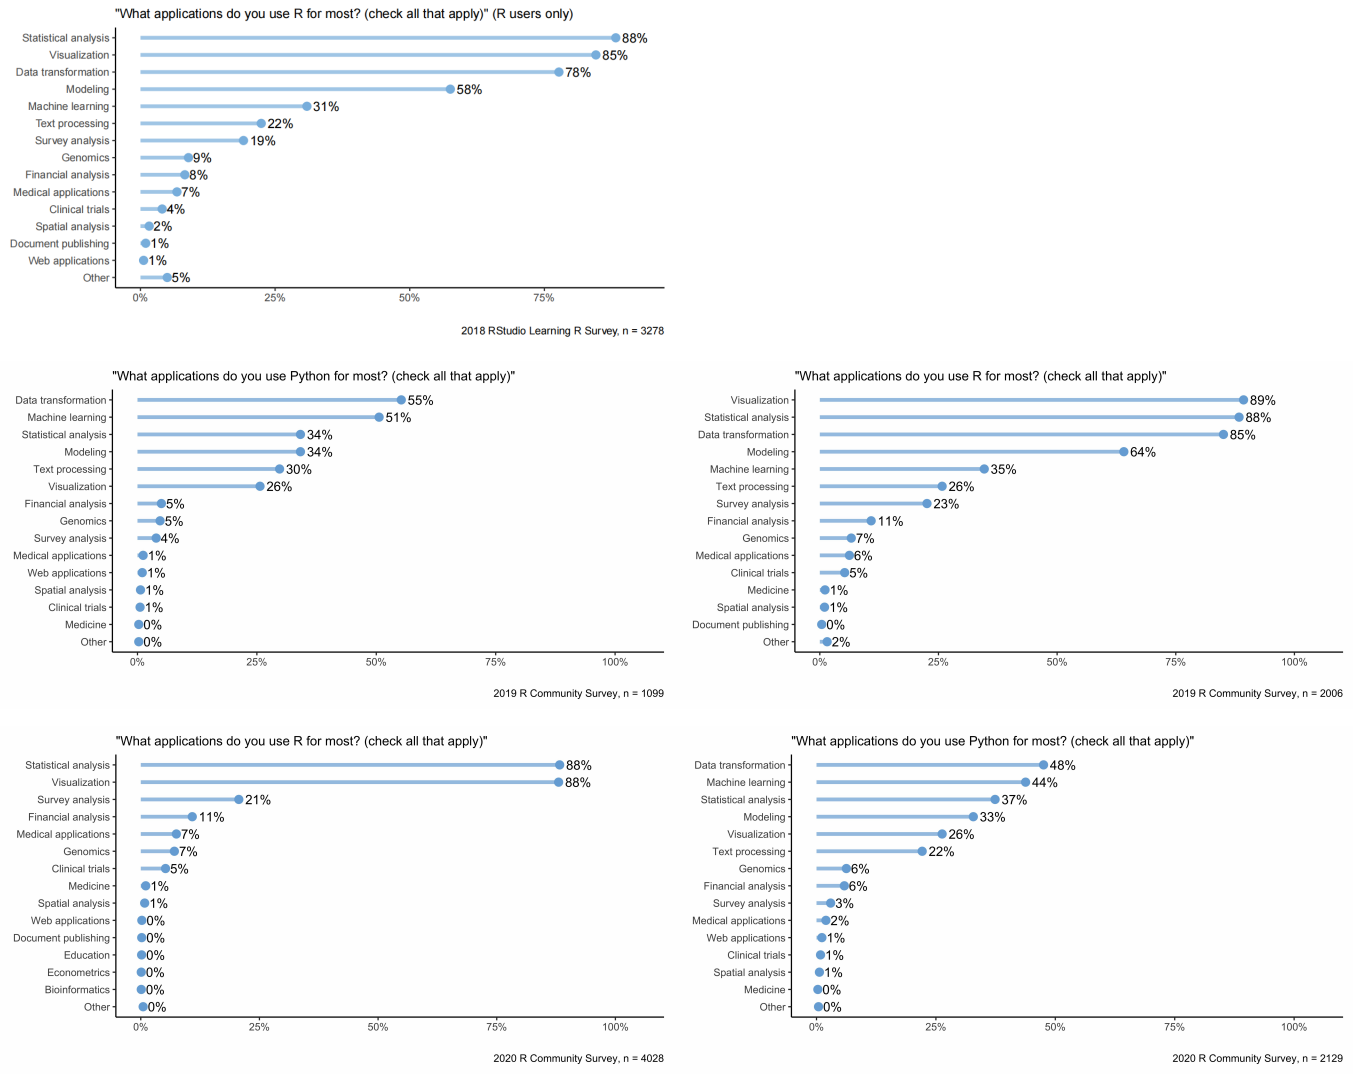 "What applications do you use R for most? (check all that apply)" (R users only)
Statistical analysis 88%
Visualization 85%
Data transformation 78%
Modeling 58%
Machine learning 31%
Text processing 22%
Survey analysis 19%
Genomics 9%
Financial analysis 8%
Medical applications 7%
Clinical trials 4%
Spatial analysis 2%
Document publishing 1%
Web applications 1%
Other 5%
0% 25% 50% 75%
2018 RStudio Learning R Survey, n = 3278
"What applications do you use Python for most? (check all that apply)"
Data transformation 55%
Machine learning 51%
Statistical analysis 34%
Modeling 34%
Text processing 30%
Visualization 26%
Financial analysis 5%
Genomics 5%
Survey analysis 4%
Medical applications 1%
Web applications 1%
Spatial analysis 1%
Clinical trials 1%
Medicine 0%
Other 0%
0% 25% 50% 75% 100%
2019 R Community Survey, n = 1099
"What applications do you use R for most? (check all that apply)"
Visualization 89%
Statistical analysis 88%
Data transformation 85%
Modeling 64%
Machine learning 35%
Text processing 26%
Survey analysis 23%
Financial analysis 11%
Genomics 7%
Medical applications 6%
Clinical trials 5%
Medicine 1%
Spatial analysis 1%
Document publishing 0%
Other 2%
0% 25% 50% 75% 100%
2019 R Community Survey, n = 2006
"What applications do you use R for most? (check all that apply)"
Statistical analysis 88%
Visualization 88%
Survey analysis 21%
Financial analysis 11%
Medical applications 7%
Genomics 7%
Clinical trials 5%
Medicine 1%
Spatial analysis 1%
Web applications 0%
Document publishing 0%
Education 0%
Econometrics 0%
Bioinformatics 0%
Other 0%
0% 25% 50% 75% 100%
2020 R Community Survey, n = 4028
"What applications do you use Python for most? (check all that apply)"
Data transformation 48%
Machine learning 44%
Statistical analysis 37%
Modeling 33%
Visualization 26%
Text processing 22%
Genomics 6%
Financial analysis 6%
Survey analysis 3%
Medical applications 2%
Web applications 1%
Clinical trials 1%
Spatial analysis 1%
Medicine 0%
Other 0%
0% 25% 50% 75% 100%
2020 R Community Survey, n = 2129